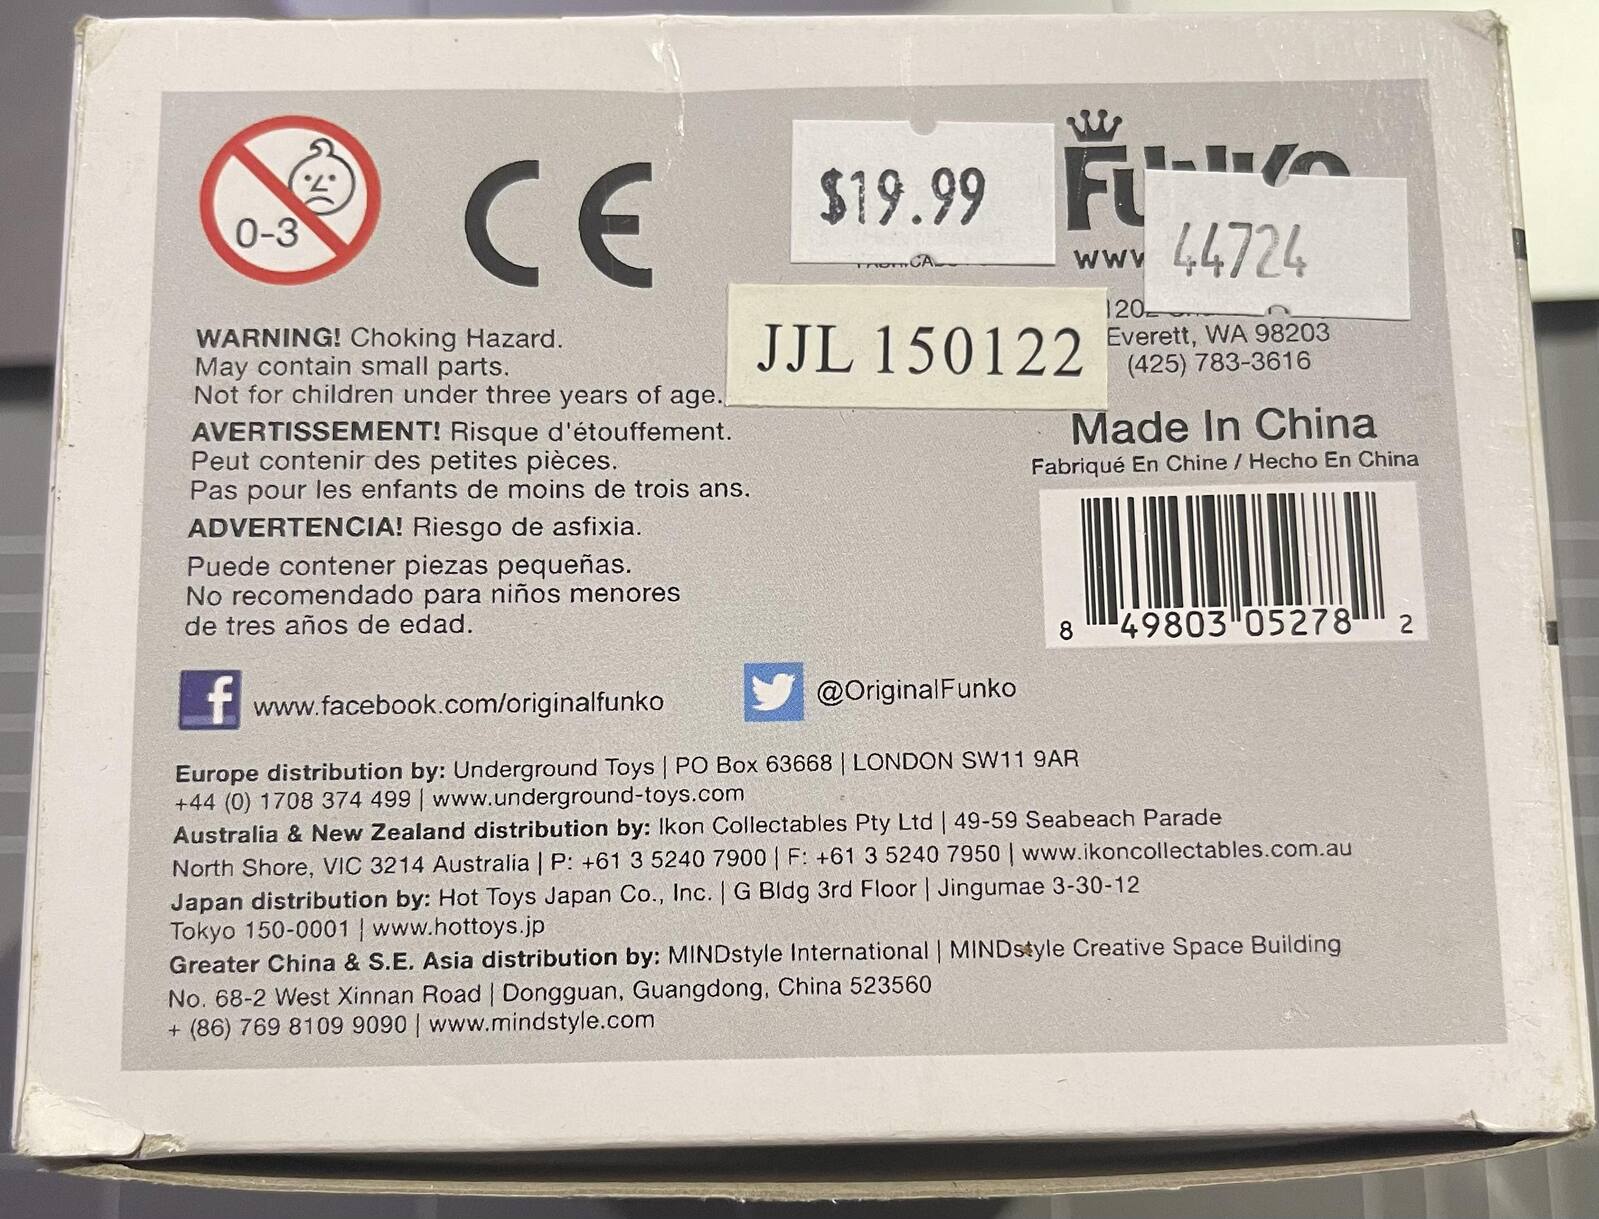 0-3
CE
$19.99
Funko
44724
JJL 150122
Everett, WA 98203
(425) 783-3616
WARNING! Choking Hazard.
May contain small parts.
Not for children under three years of age.
AVERTISSEMENT! Risque d'étouffement.
Peut contenir des petites pièces.
Pas pour les enfants de moins de trois ans.
ADVERTENCIA! Riesgo de asfixia.
Puede contener piezas pequeñas.
No recomendado para niños menores
de tres años de edad.
Made In China
Fabriqué En Chine / Hecho En China
8 49803 05278 2
f www.facebook.com/originalfunko
@OriginalFunko
Europe distribution by: Underground Toys | PO Box 63668 | LONDON SW11 9AR
+44 (0) 1708 374 499 | www.underground-toys.com
Australia & New Zealand distribution by: Ikon Collectables Pty Ltd | 49-59 Seabeach Parade
North Shore, VIC 3214 Australia | P: +61 3 5240 7900 | F: +61 3 5240 7950 | www.ikoncollectables.com.au
Japan distribution by: Hot Toys Japan Co., Inc. | G Bldg 3rd Floor | Jingumae 3-30-12
Tokyo 150-0001 | www.hottoys.jp
Greater China & S.E. Asia distribution by: MINDstyle International | MINDstyle Creative Space Building
No. 68-2 West Xinnan Road | Dongguan, Guangdong, China 523560
+ (86) 769 8109 9090 | www.mindstyle.com